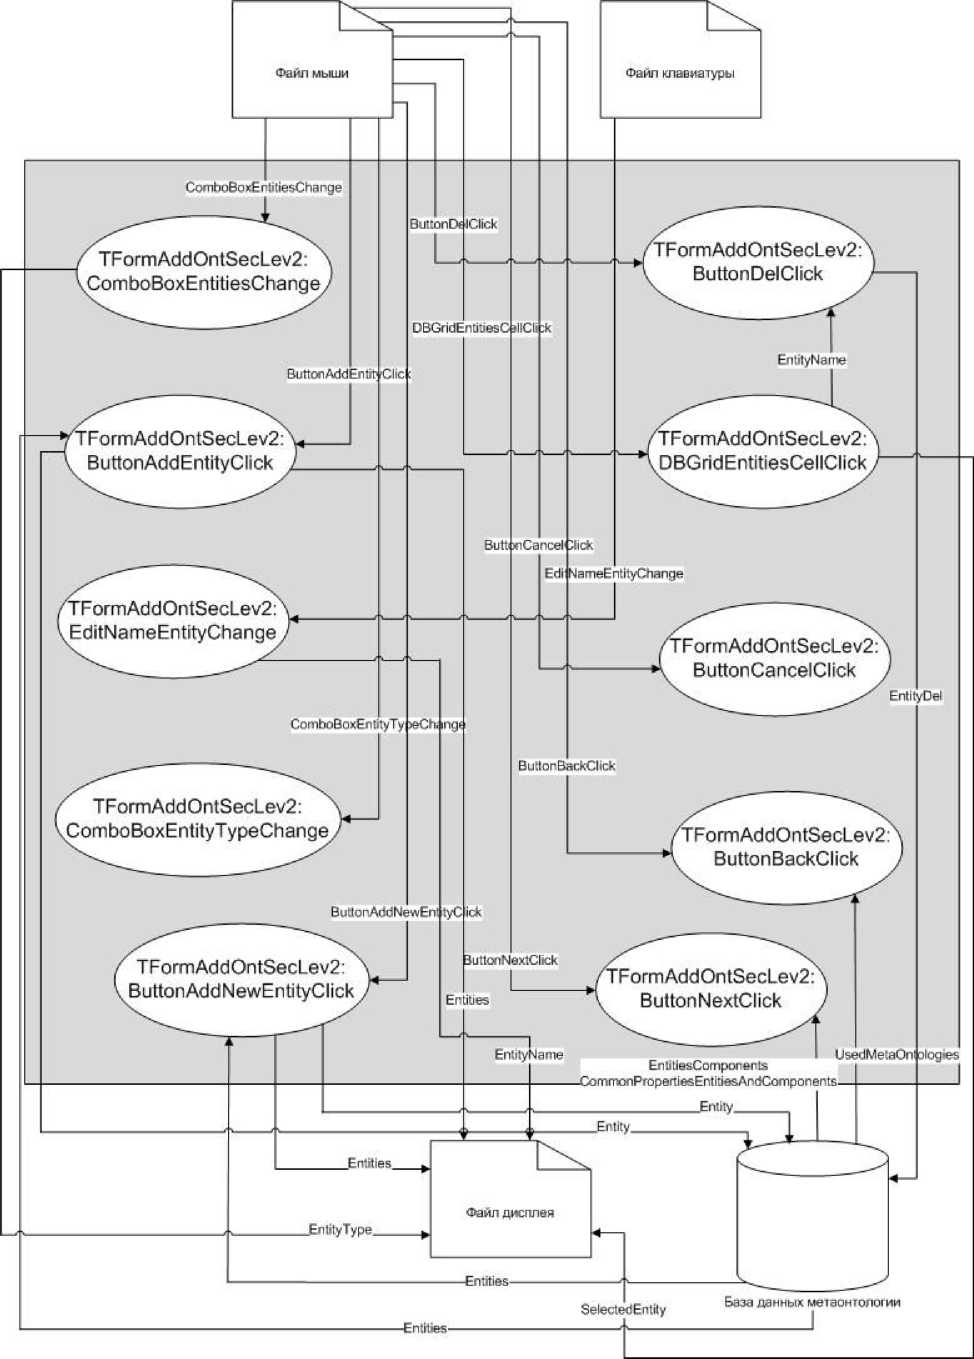 Файл мыши
Файл клавиатуры
ComboBoxEntitiesChange
ButtonDelClick
TFormAddOntSecLev2:
ComboBoxEntitiesChange
TFormAddOntSecLev2:
ButtonDelClick
DBGridEntitiesCellClick
EntityName
ButtonAddEntityClick
TFormAddOntSecLev2:
ButtonAddEntityClick
TFormAddOntSecLev2:
DBGridEntitiesCellClick
ButtonCancelClick
EditNameEntityChange
TFormAddOntSecLev2:
EditNameEntityChange
TFormAddOntSecLev2:
ButtonCancelClick
EntityDel
ComboBoxEntityTypeChange
ButtonBackClick
TFormAddOntSecLev2:
ComboBoxEntityTypeChange
TFormAddOntSecLev2:
ButtonBackClick
ButtonAddNewEntityClick
ButtonNextClick
TFormAddOntSecLev2:
ButtonAddNewEntityClick
TFormAddOntSecLev2:
ButtonNextClick
Entities
EntityName
UsedMetaOntologies
EntitiesComponents
CommonPropertiesEntitiesAndComponents
Entity
Entity
Entities
Файл дисплея
EntityType
Entities
База данных метаонтологии
SelectedEntity
Entities